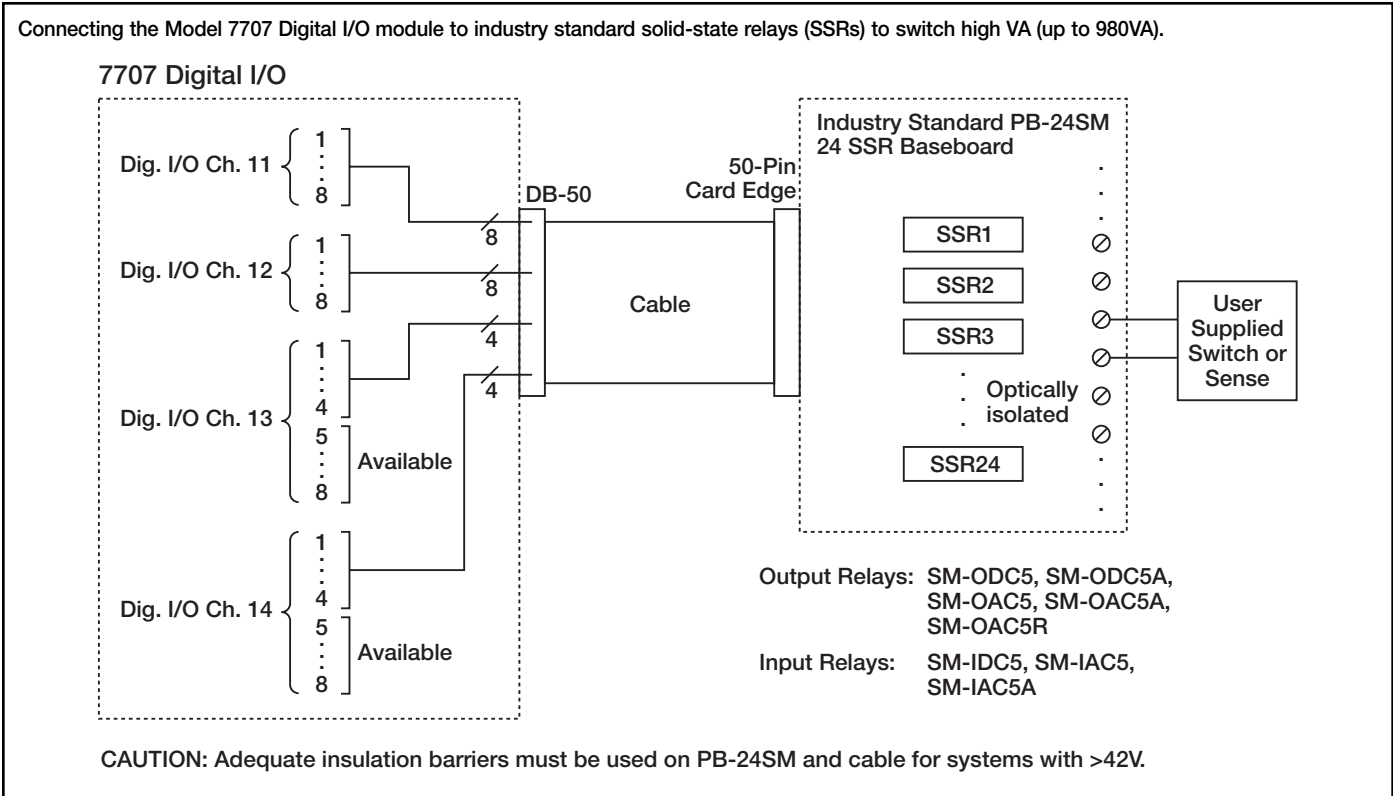 Connecting the Model 7707 Digital I/O module to industry standard solid-state relays (SSRs) to switch high VA (up to 980VA).
7707 Digital I/O
Dig. I/O Ch. 11
1
8
8
Dig. I/O Ch. 12
1
8
8
Dig. I/O Ch. 13
1
4
4
5
8
Available
Dig. I/O Ch. 14
1
4
4
5
8
Available
DB-50
Cable
50-Pin
Card Edge
Industry Standard PB-24SM
24 SSR Baseboard
SSR1
SSR2
SSR3
SSR24
Optically
isolated
User
Supplied
Switch or
Sense
Output Relays: SM-ODC5, SM-ODC5A,
SM-OAC5, SM-OAC5A,
SM-OAC5R
Input Relays: SM-IDC5, SM-IAC5,
SM-IAC5A
CAUTION: Adequate insulation barriers must be used on PB-24SM and cable for systems with >42V.